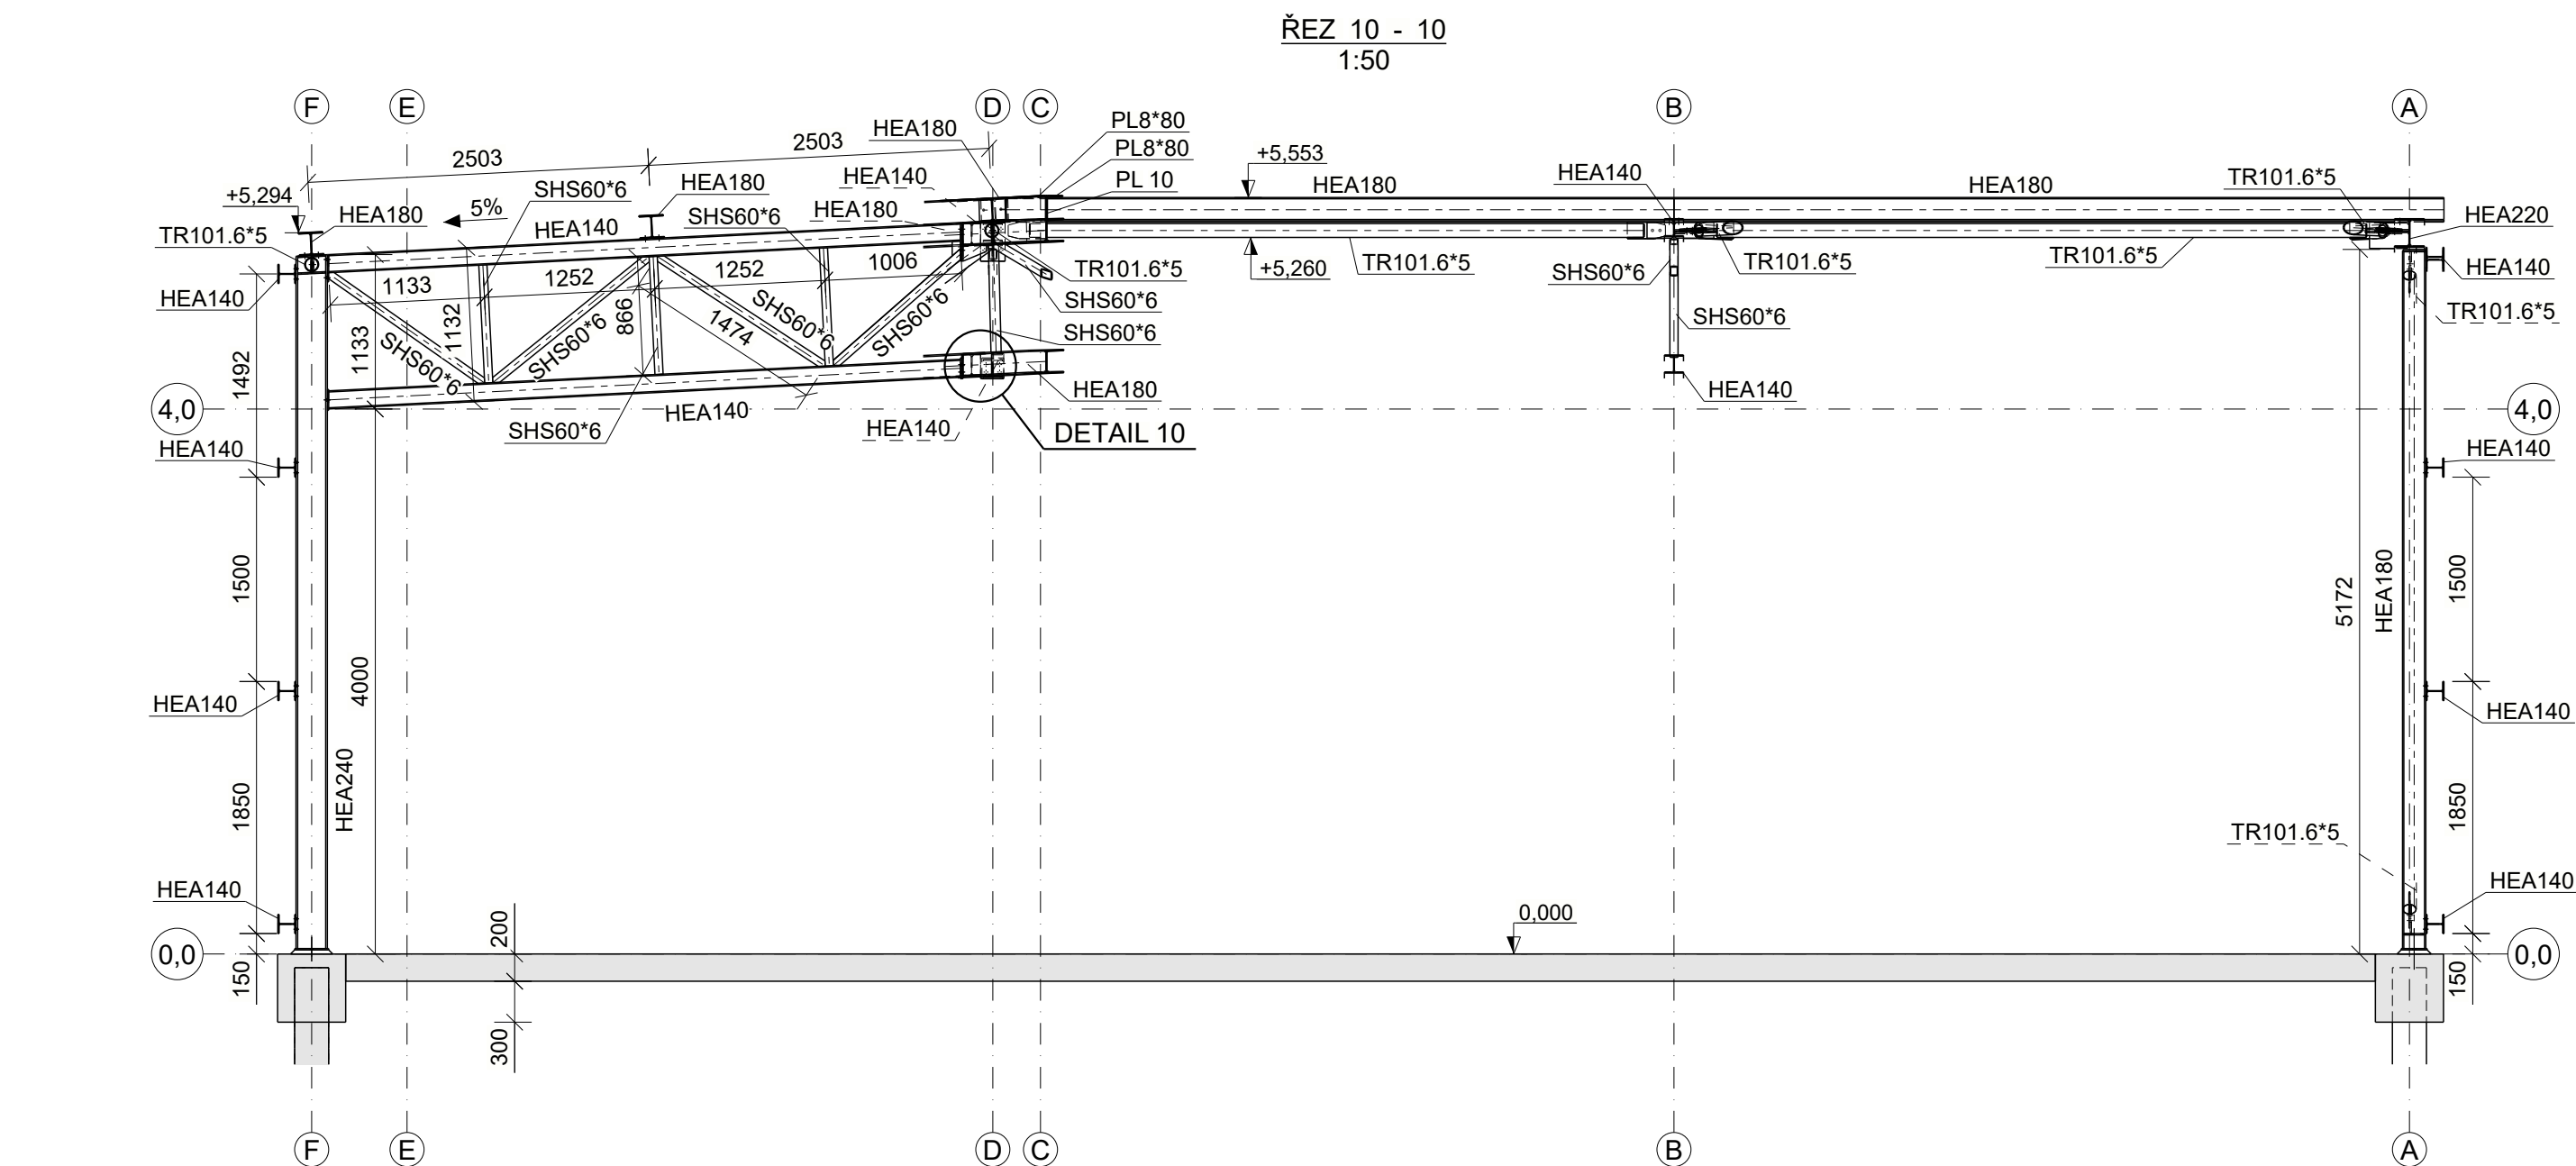 ŘEZ 10 - 10
1:50
F
E
D
C
B
A
HEA180
PL8*80
2503
2503
PL8*80
+5,553
HEA140
SHS60*6
HEA180
HEA140
PL 10
HEA180
HEA180
TR101.6*5
+5,294
5%
HEA180
SHS60*6
HEA180
HEA220
TR101.6*5
HEA140
1006
TR101.6*5
+5,260
TR101.6*5
SHS60*6
TR101.6*5
TR101.6*5
HEA140
HEA140
1133
1252
1252
SHS60*6
TR101.6*5
1492
1133
1132
866
1474
SHS60*6
SHS60*6
SHS60*6
SHS60*6
SHS60*6
SHS60*6
HEA180
HEA140
4,0
HEA140
HEA140
DETAIL 10
4,0
SHS60*6
HEA140
HEA140
1500
5172
HEA180
1500
4000
HEA140
HEA140
HEA240
1850
1850
TR101.6*5
HEA140
HEA140
200
0,000
0,0
0,0
150
150
300
F
E
D
C
B
A